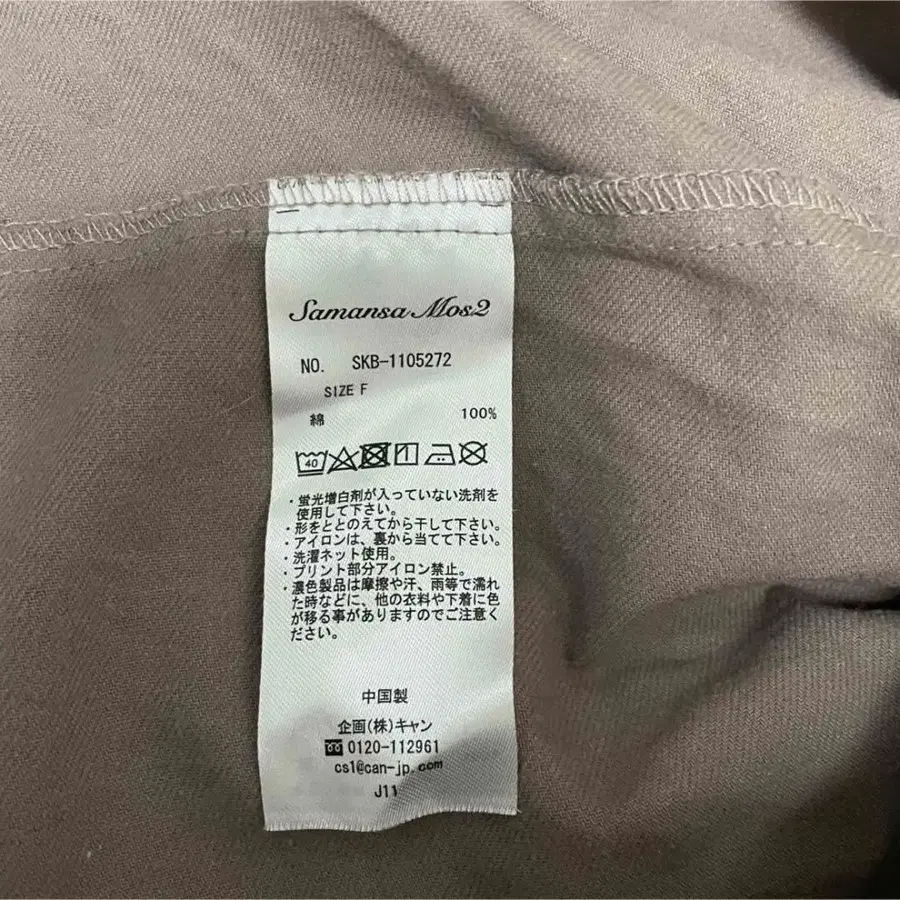 Samansa Mos2
NO. SKB-1105272
SIZE F
綿 100%
40
・蛍光増白剤が入っていない洗剤を
使用して下さい。
・形をととのえてから干して下さい。
・アイロンは、裏から当てて下さい。
・洗濯ネット使用。
・プリント部分アイロン禁止。
・濃色製品は摩擦や汗、雨等で濡れ
た時などに、他の衣料や下着に色
が移る事がありますのでご注意く
ださい。
中国製
企画(株)キャン
0120-112961
cs1@can-jp.com
J11